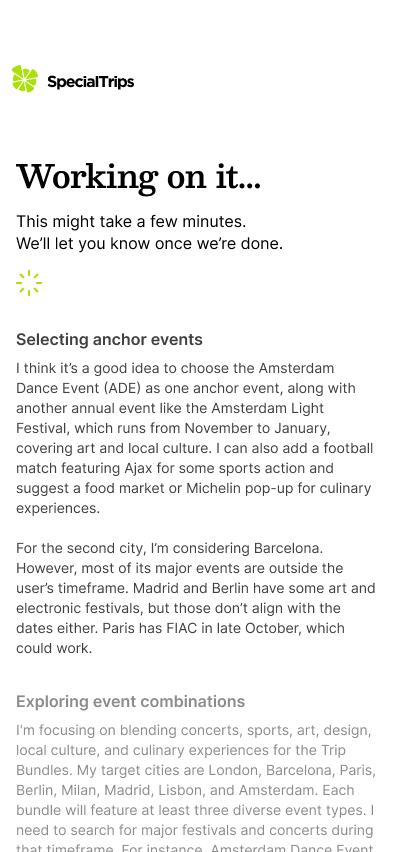 SpecialTrips
Working on it...
This might take a few minutes.
We’ll let you know once we’re done.
Selecting anchor events
I think it’s a good idea to choose the Amsterdam
Dance Event (ADE) as one anchor event, along with
another annual event like the Amsterdam Light
Festival, which runs from November to January,
covering art and local culture. I can also add a football
match featuring Ajax for some sports action and
suggest a food market or Michelin pop-up for culinary
experiences.
For the second city, I’m considering Barcelona.
However, most of its major events are outside the
user’s timeframe. Madrid and Berlin have some art and
electronic festivals, but those don’t align with the
dates either. Paris has FIAC in late October, which
could work.
Exploring event combinations
I'm focusing on blending concerts, sports, art, design,
local culture, and culinary experiences for the Trip
Bundles. My target cities are London, Barcelona, Paris,
Berlin, Milan, Madrid, Lisbon, and Amsterdam. Each
bundle will feature at least three diverse event types. I
need to search for major festivals and concerts during
that timeframe. For instance, Amsterdam Dance Event